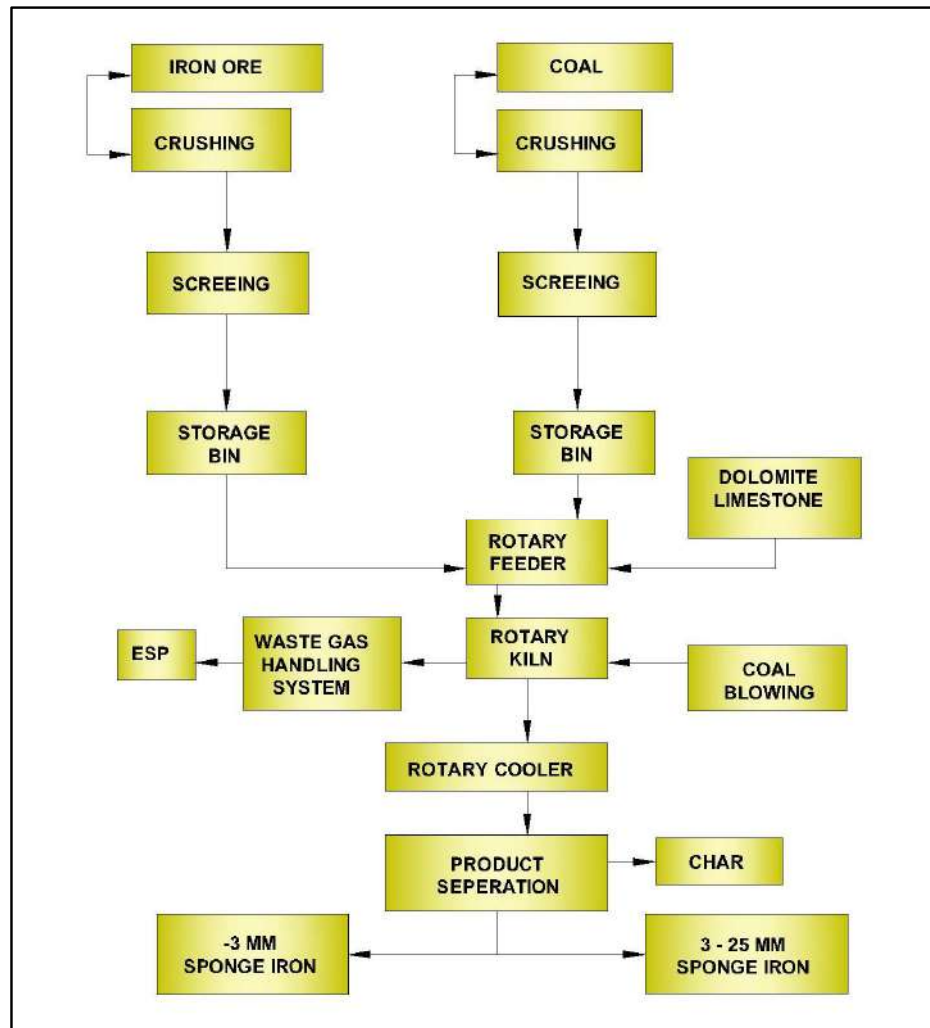 IRON ORE
COAL
CRUSHING
CRUSHING
SCREEING
SCREEING
STORAGE
BIN
STORAGE
BIN
DOLOMITE
LIMESTONE
ROTARY
FEEDER
ESP
WASTE GAS
HANDLING
SYSTEM
ROTARY
KILN
COAL
BLOWING
ROTARY COOLER
PRODUCT
SEPERATION
CHAR
-3 MM
SPONGE IRON
3 - 25 MM
SPONGE IRON